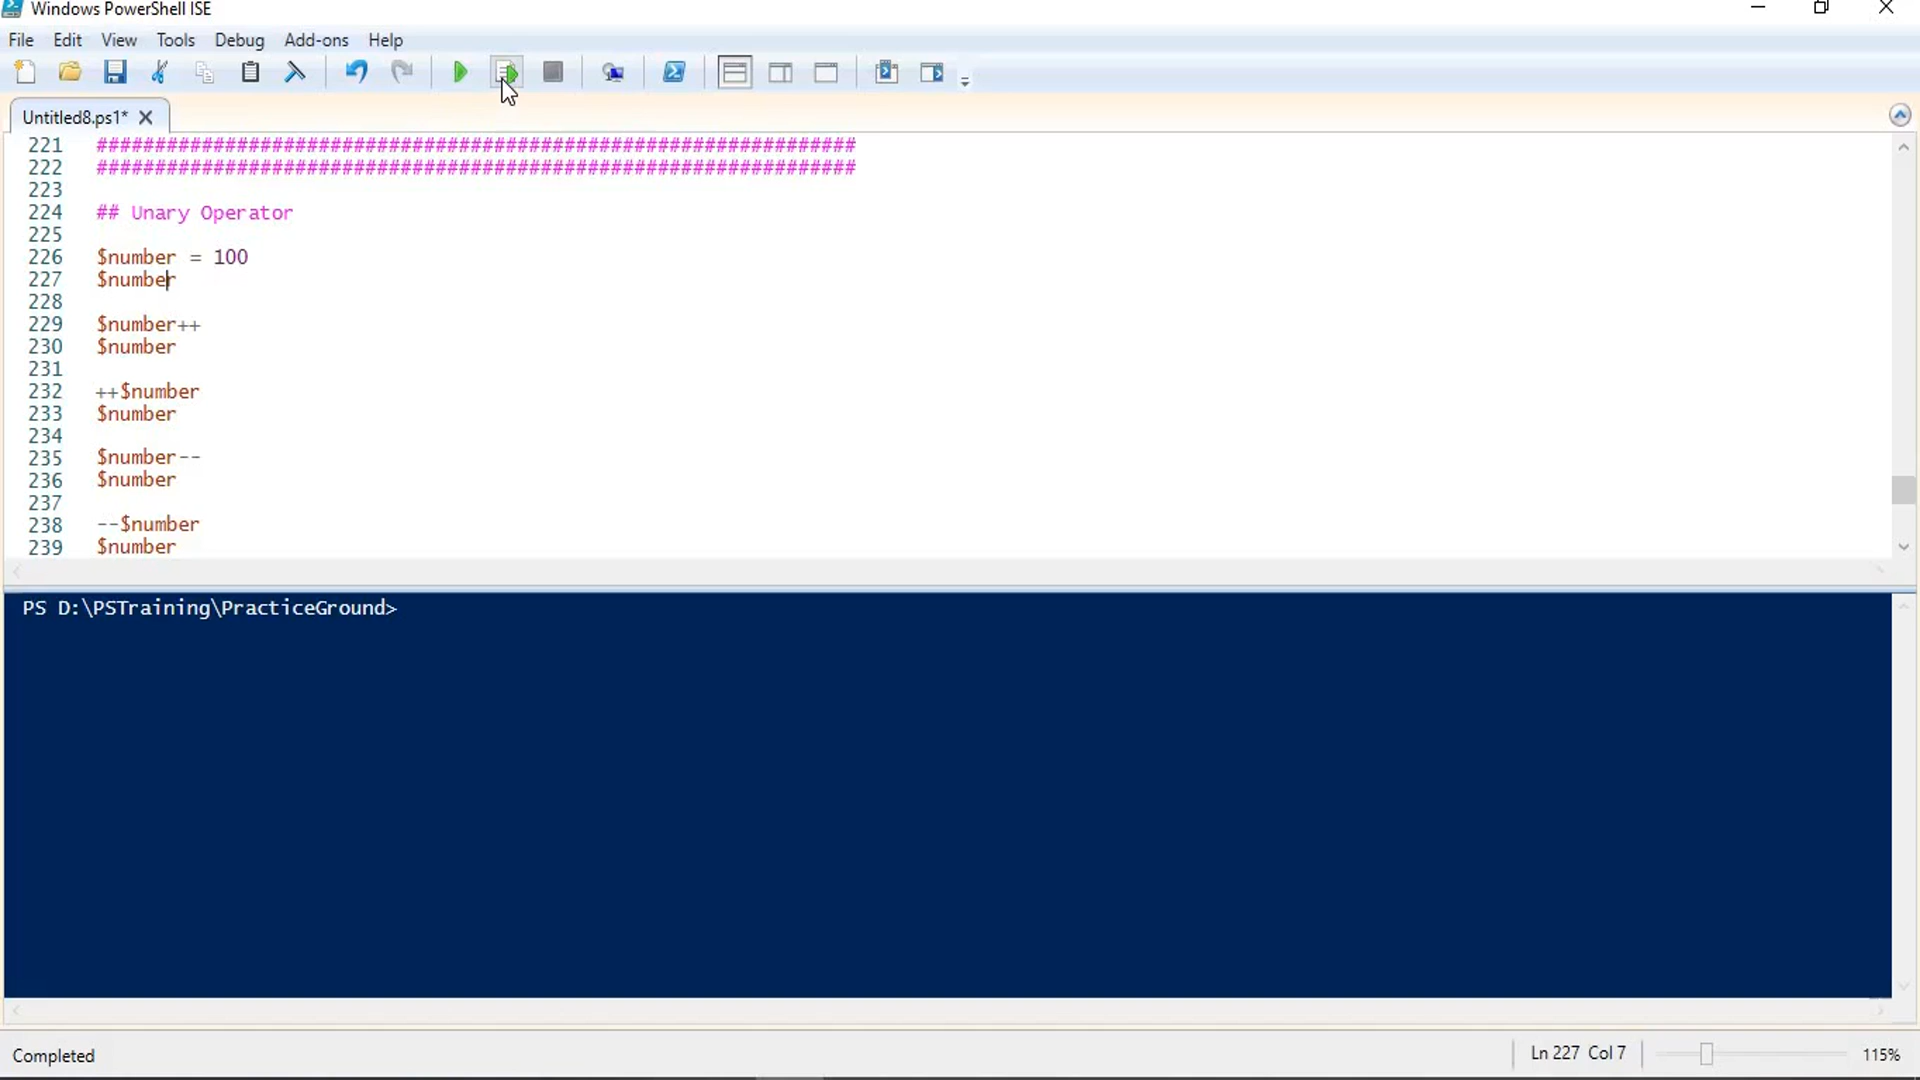 Windows PowerShell ISE
File Edit View Tools Debug Add-ons Help
Untitled8.ps1*
221 #################################################################
222 #################################################################
223
224 ## Unary Operator
225
226 $number = 100
227 $number
228
229 $number++
230 $number
231
232 ++$number
233 $number
234
235 $number--
236 $number
237
238 --$number
239 $number
PS D:\PSTraining\PracticeGround>
Completed Ln 227 Col 7 115%